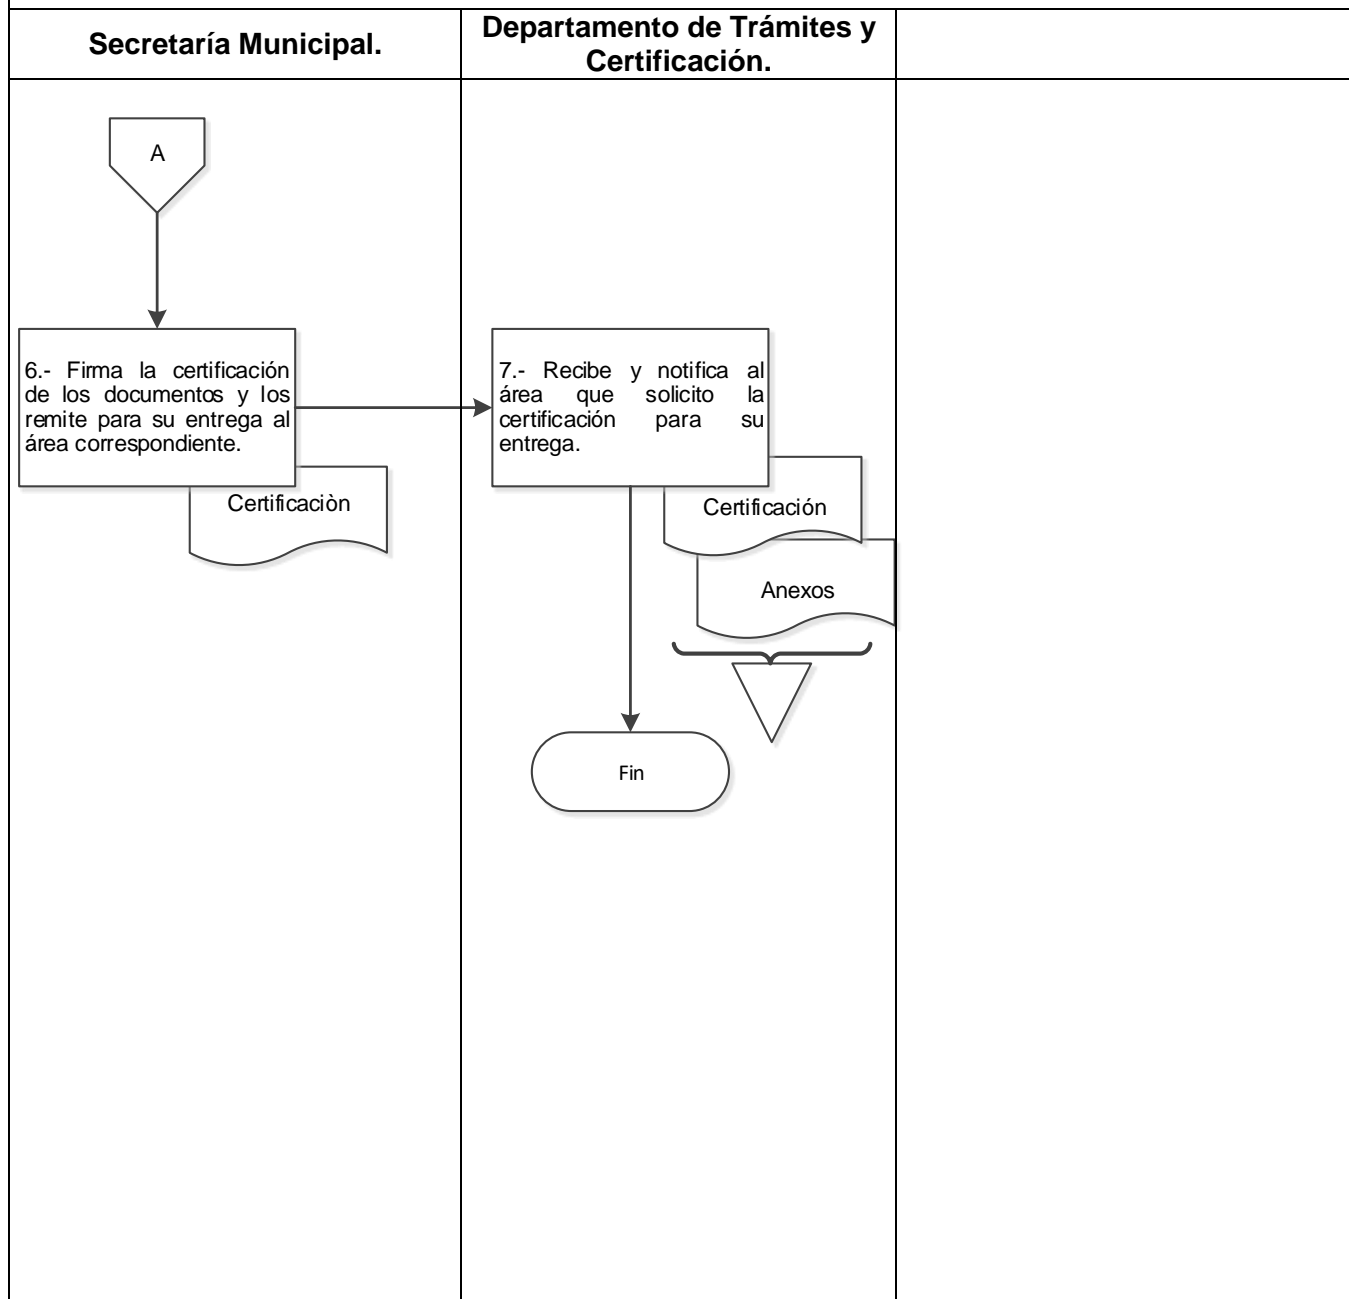 Secretaría Municipal.
Departamento de Trámites y
Certificación.
A
6.- Firma la certificación
de los documentos y los
remite para su entrega al
área correspondiente.
Certificaciòn
7.- Recibe y notifica al
área que solicito la
certificación para su
entrega.
Certificación
Anexos
Fin